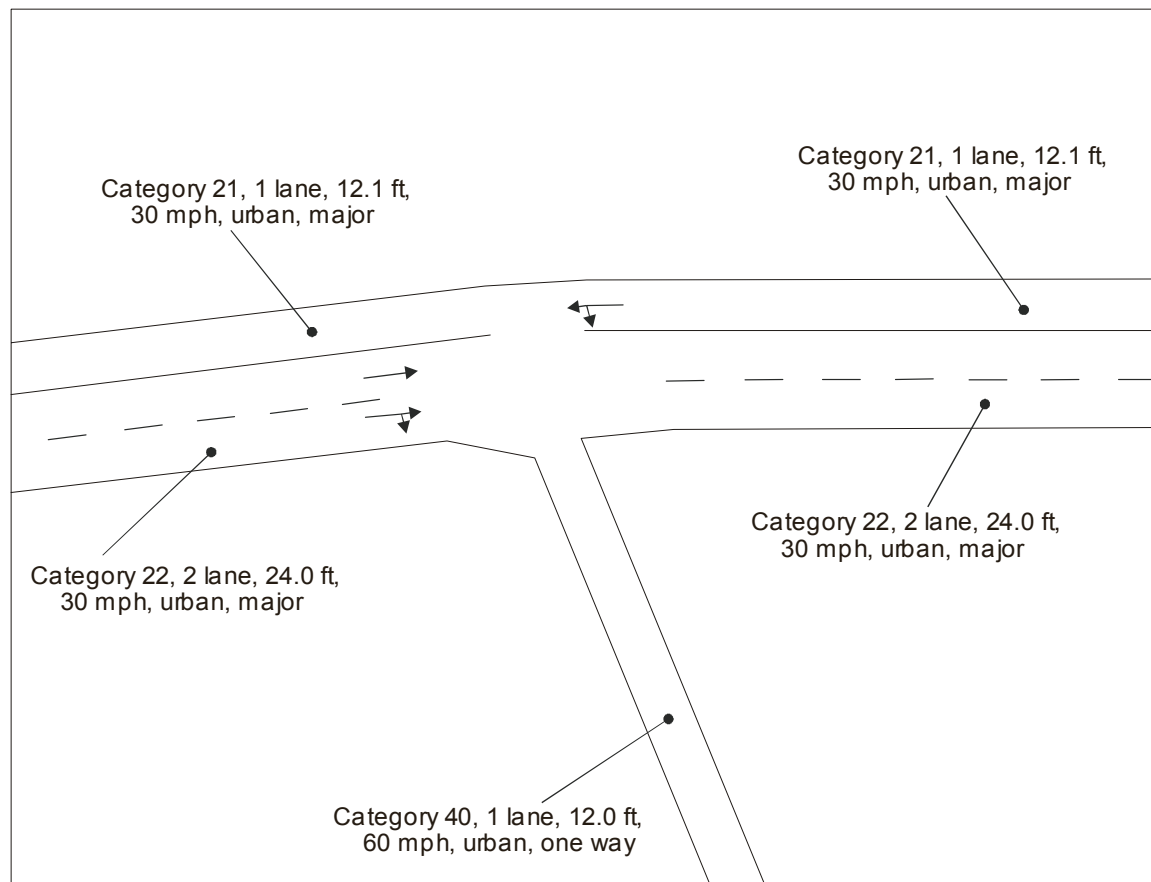 Category 21, 1 lane, 12.1 ft,
30 mph, urban, major
Category 21, 1 lane, 12.1 ft,
30 mph, urban, major
Category 22, 2 lane, 24.0 ft,
30 mph, urban, major
Category 22, 2 lane, 24.0 ft,
30 mph, urban, major
Category 40, 1 lane, 12.0 ft,
60 mph, urban, one way